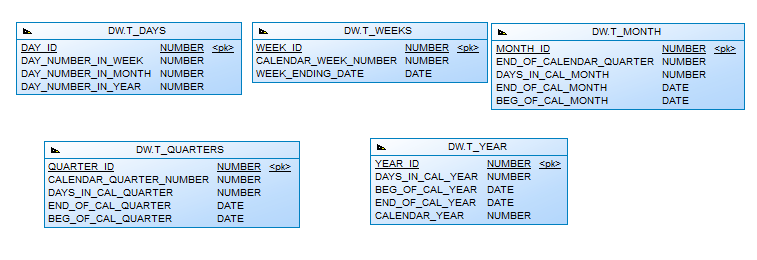 DW.T_DAYS
DAY_ID NUMBER <pk>
DAY_NUMBER_IN_WEEK NUMBER
DAY_NUMBER_IN_MONTH NUMBER
DAY_NUMBER_IN_YEAR NUMBER
DW.T_WEEKS
WEEK_ID NUMBER <pk>
CALENDAR_WEEK_NUMBER NUMBER
WEEK_ENDING_DATE DATE
DW.T_MONTH
MONTH_ID NUMBER <pk>
END_OF_CALENDAR_QUARTER NUMBER
DAYS_IN_CAL_MONTH NUMBER
END_OF_CAL_MONTH DATE
BEG_OF_CAL_MONTH DATE
DW.T_QUARTERS
QUARTER_ID NUMBER <pk>
CALENDAR_QUARTER_NUMBER NUMBER
DAYS_IN_CAL_QUARTER NUMBER
END_OF_CAL_QUARTER DATE
BEG_OF_CAL_QUARTER DATE
DW.T_YEAR
YEAR_ID NUMBER <pk>
DAYS_IN_CAL_YEAR NUMBER
BEG_OF_CAL_YEAR DATE
END_OF_CAL_YEAR DATE
CALENDAR_YEAR NUMBER